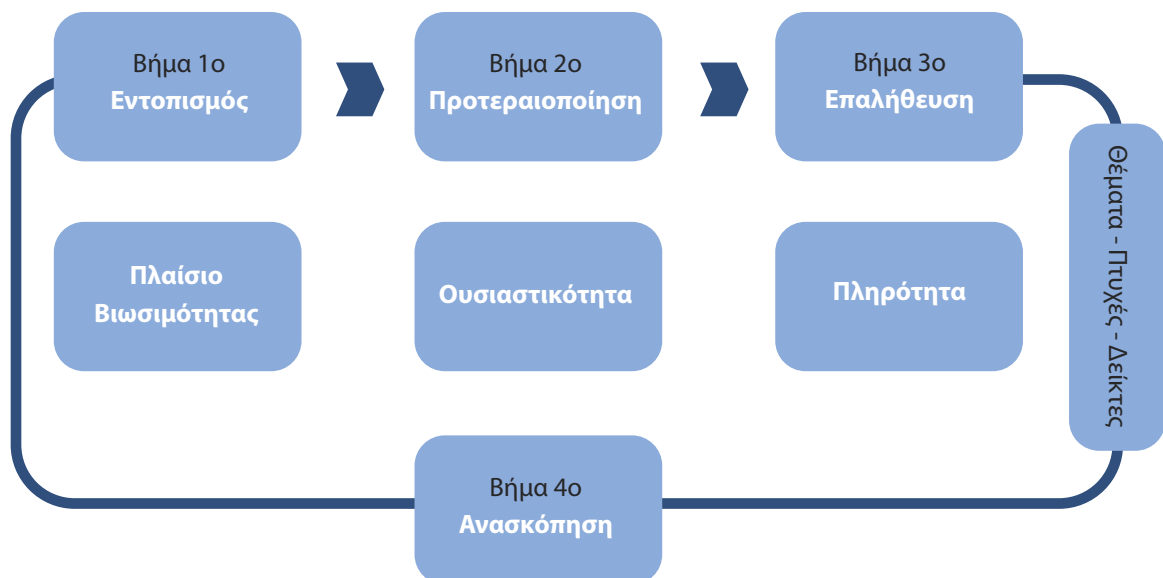 Βήμα 1ο
Εντοπισμός
Βήμα 2ο
Προτεραιοποίηση
Βήμα 3ο
Επαλήθευση
Θέματα - Πτυχές - Δείκτες
Πλαίσιο
Βιωσιμότητας
Ουσιαστικότητα
Πληρότητα
Βήμα 4ο
Ανασκόπηση